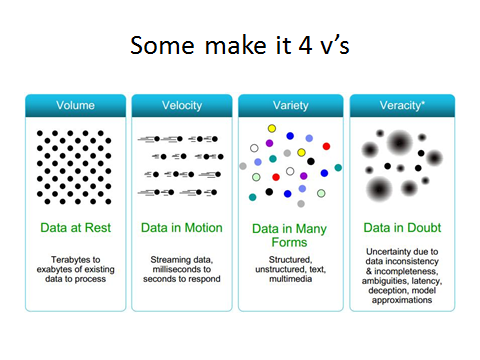 Some make it 4 v's
Volume
Data at Rest
Terabytes to
exabytes of existing
data to process
Velocity
Data in Motion
Streaming data,
milliseconds to
seconds to respond
Variety
Data in Many
Forms
Structured,
unstructured, text,
multimedia
Veracity*
Data in Doubt
Uncertainty due to
data inconsistency
& incompleteness,
ambiguities, latency,
deception, model
approximations